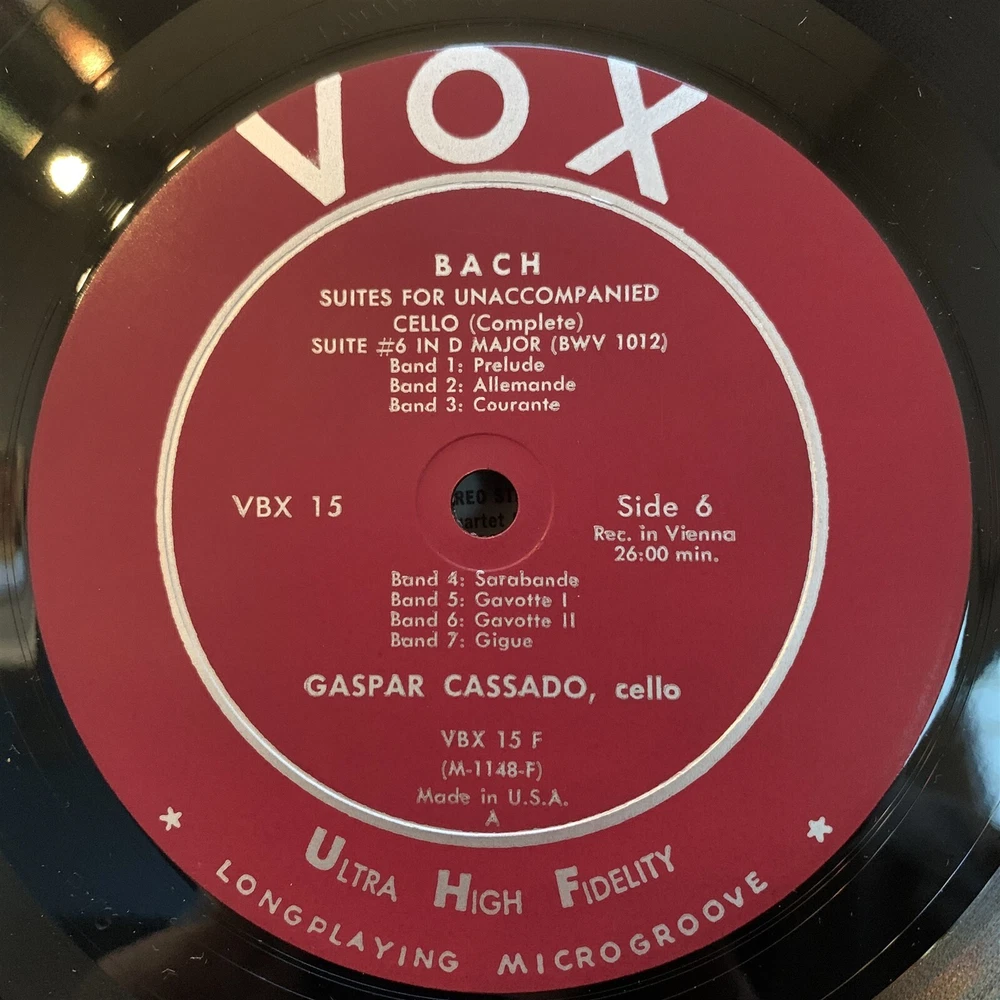 VOX
BACH
SUITES FOR UNACCOMPANIED
CELLO (Complete)
SUITE #6 IN D MAJOR (BWV 1012)
Band 1: Prelude
Band 2: Allemande
Band 3: Courante
VBX 15
Side 6
Rec. in Vienna
26:00 min.
REO ST
artet
Band 4: Sarabande
Band 5: Gavotte I
Band 6: Gavotte II
Band 7: Gigue
GASPAR CASSADO, cello
VBX 15 F
(M-1148-F)
Made in U.S.A.
A
ULTRA HIGH FIDELITY
LONGPLAYING MICROGROOVE